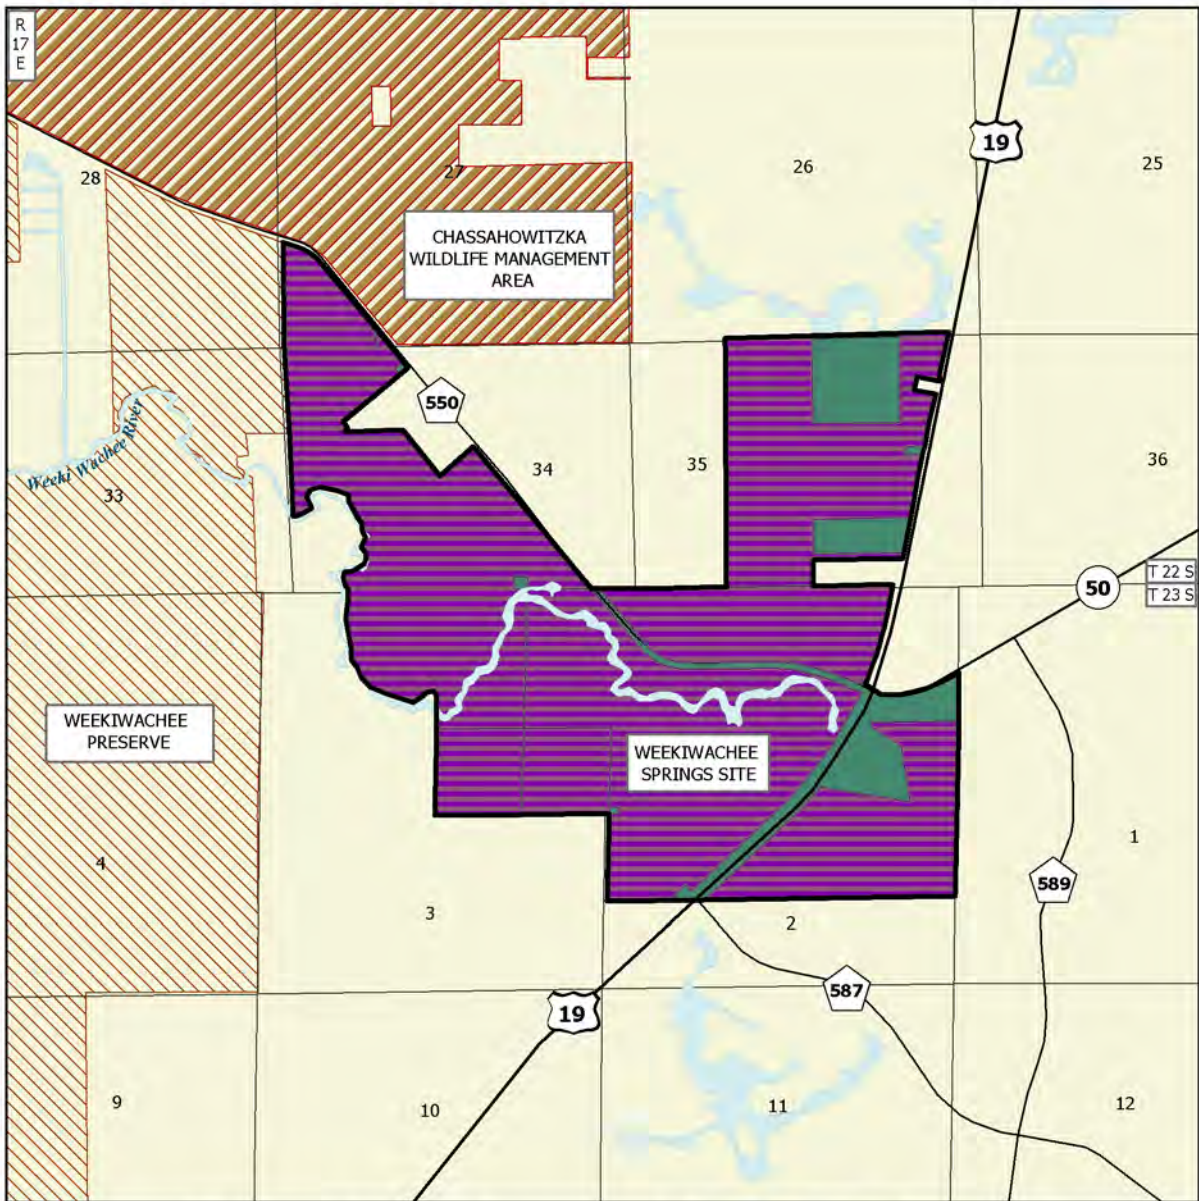 R
17
E
19
28
27
26
25
CHASSAHOWITZKA
WILDLIFE MANAGEMENT
AREA
550
Weeki Wachee River
33
34
35
36
50
T 22 S
T 23 S
WEEKIWACHEE
PRESERVE
WEEKIWACHEE
SPRINGS SITE
4
3
2
1
589
587
19
9
10
11
12